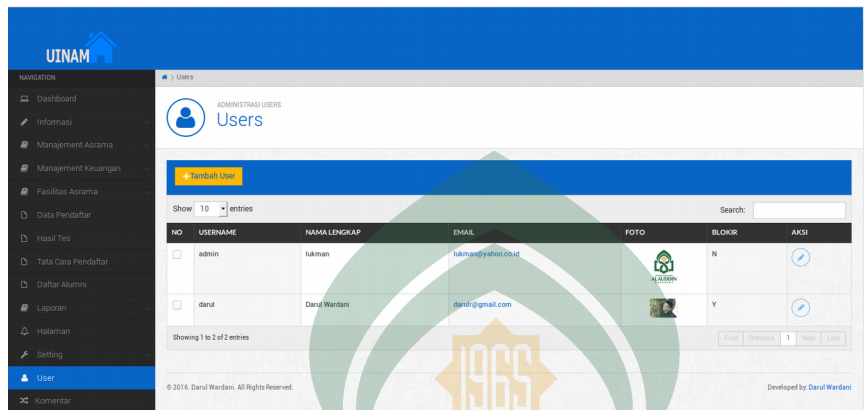 UINAM
NAVIGATION
Dashboard
Informasi
Manajement Asrama
Manajement Keuangan
Fasilitas Asrama
Data Pendaftar
Hasil Tes
Tata Cara Pendaftar
Daftar Alumni
Laporan
Halaman
Setting
User
Komentar
Users
ADMINISTRASI USERS
Users
+Tambah User
Show 10 entries
Search:
NO USERNAME NAMA LENGKAP EMAIL FOTO BLOKIR AKSI
admin lukman lukman@yahoo.co.id N
ALAUDDIN
darul Darul Wardani darulr@gmail.com Y
Showing 1 to 2 of 2 entries
First Previous 1 Next Last
1965
© 2016. Darul Wardani. All Rights Reserved.
Developed by: Darul Wardani